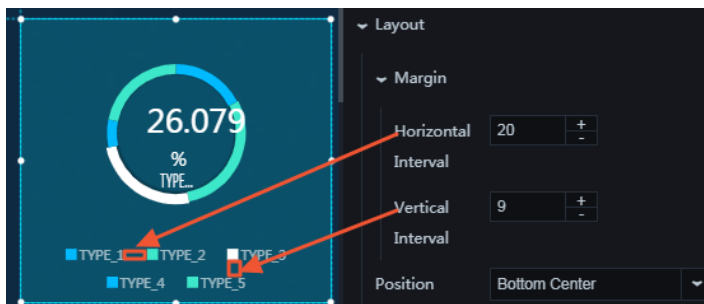 Layout
Margin
26.079
%
TYPE...
Horizontal 20 + -
Interval
Vertical 9 + -
Interval
TYPE_1 TYPE_2 TYPE_3
TYPE_4 TYPE_5
Position Bottom Center